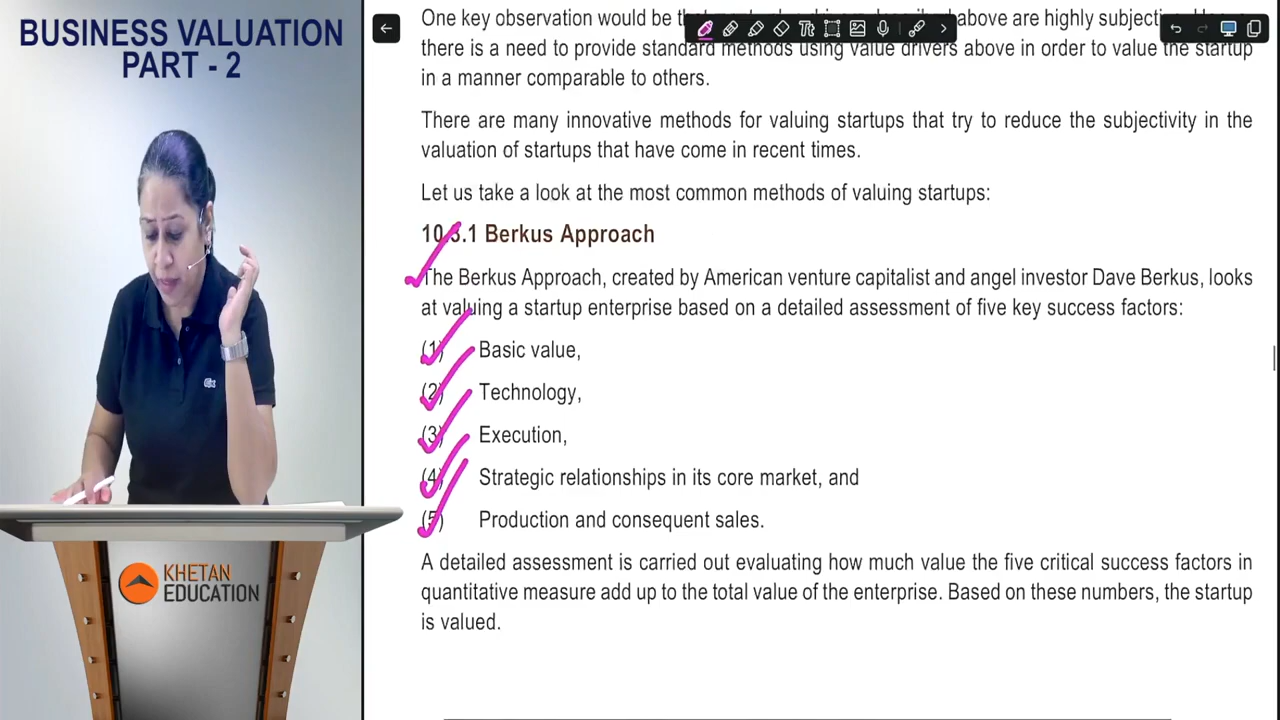 BUSINESS VALUATION
PART - 2
One key observation would be above are highly
there is a need to provide standard methods using value drivers above in order to value the startup
in a manner comparable to others.
There are many innovative methods for valuing startups that try to reduce the subjectivity in the
valuation of startups that have come in recent times.
Let us take a look at the most common methods of valuing startups:
10.3.1 Berkus Approach
The Berkus Approach, created by American venture capitalist and angel investor Dave Berkus, looks
at valuing a startup enterprise based on a detailed assessment of five key success factors:
(1) Basic value,
(2) Technology,
(3) Execution,
(4) Strategic relationships in its core market, and
(5) Production and consequent sales.
A detailed assessment is carried out evaluating how much value the five critical success factors in
quantitative measure add up to the total value of the enterprise. Based on these numbers, the startup
is valued.
KHETAN
EDUCATION